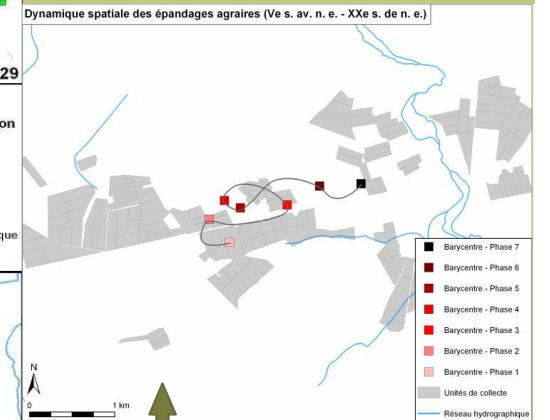 Dynamique spatiale des épandages agraires (Ve s. av. n. e. - XXe s. de n. e.)
29
on
que
Barycentre - Phase 7
Barycentre - Phase 6
Barycentre - Phase 5
Barycentre - Phase 4
Barycentre - Phase 3
Barycentre - Phase 2
Barycentre - Phase 1
Unités de collecte
Réseau hydrographique
N
0 1 km